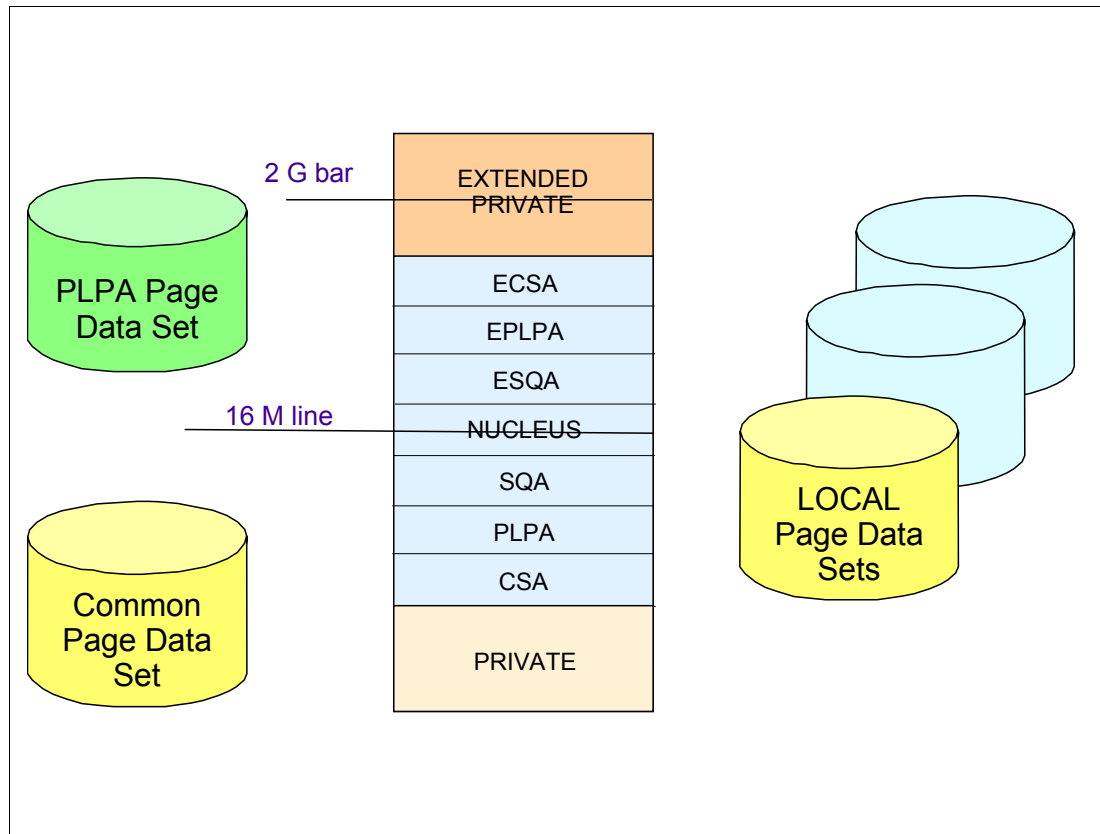 2 G bar
EXTENDED
PRIVATE
PLPA Page
Data Set
ECSA
EPLPA
ESQA
16 M line
NUCLEUS
SQA
PLPA
CSA
PRIVATE
Common
Page Data
Set
LOCAL
Page Data
Sets